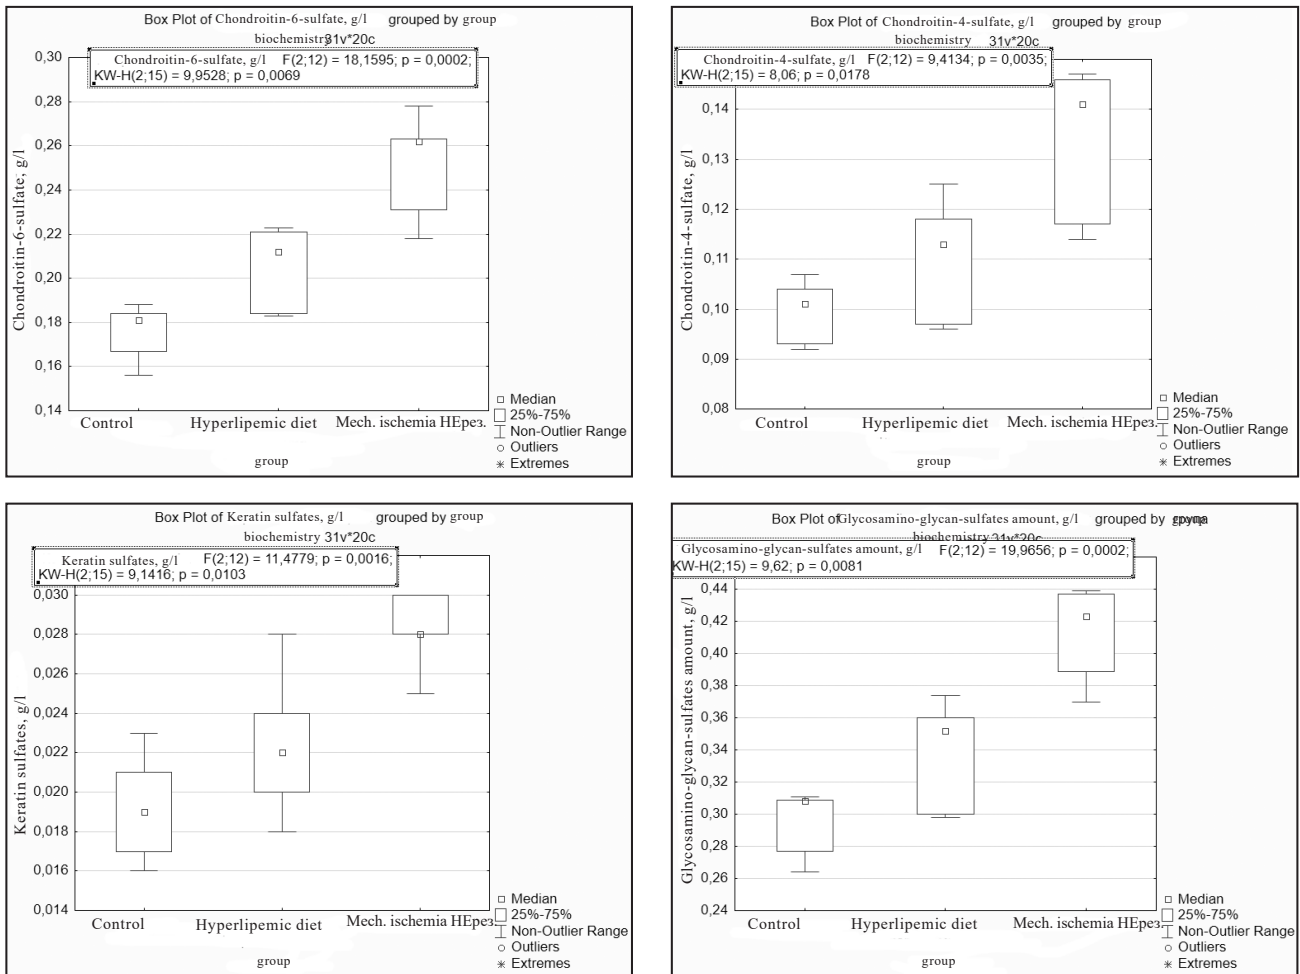 Box Plot of Chondroitin-6-sulfate, g/l grouped by group
biochemistry 31v*20c
Chondroitin-6-sulfate, g/l F(2;12) = 18,1595; p = 0,0002;
KW-H(2;15) = 9,9528; p = 0,0069
0,30
0,28
0,26
0,24
0,22
0,20
0,18
0,16
0,14
Chondroitin-6-sulfate, g/l
Control Hyperlipemic diet Mech. ischemia НЕрез.
group
Median
25%-75%
Non-Outlier Range
Outliers
Extremes
Box Plot of Chondroitin-4-sulfate, g/l grouped by group
biochemistry 31v*20c
Chondroitin-4-sulfate, g/l F(2;12) = 9,4134; p = 0,0035;
KW-H(2;15) = 8,06; p = 0,0178
0,14
0,13
0,12
0,11
0,10
0,09
0,08
Chondroitin-4-sulfate, g/l
Control Hyperlipemic diet Mech. ischemia НЕрез.
group
Median
25%-75%
Non-Outlier Range
Outliers
Extremes
Box Plot of Keratin sulfates, g/l grouped by group
biochemistry 31v*20c
Keratin sulfates, g/l F(2;12) = 11,4779; p = 0,0016;
KW-H(2;15) = 9,1416; p = 0,0103
0,030
0,028
0,026
0,024
0,022
0,020
0,018
0,016
0,014
Keratin sulfates, g/l
Control Hyperlipemic diet Mech. ischemia НЕрез.
group
Median
25%-75%
Non-Outlier Range
Outliers
Extremes
Box Plot of Glycosamino-glycan-sulfates amount, g/l grouped by
biochemistry 31v*20c
Glycosamino-glycan-sulfates amount, g/l F(2;12) = 19,9656; p = 0,0002;
KW-H(2;15) = 9,62; p = 0,0081
0,44
0,42
0,40
0,38
0,36
0,34
0,32
0,30
0,28
0,26
0,24
Glycosamino-glycan-sulfates amount, g/l
Control Hyperlipemic diet Mech. ischemia НЕрез.
group
Median
25%-75%
Non-Outlier Range
Outliers
Extremes